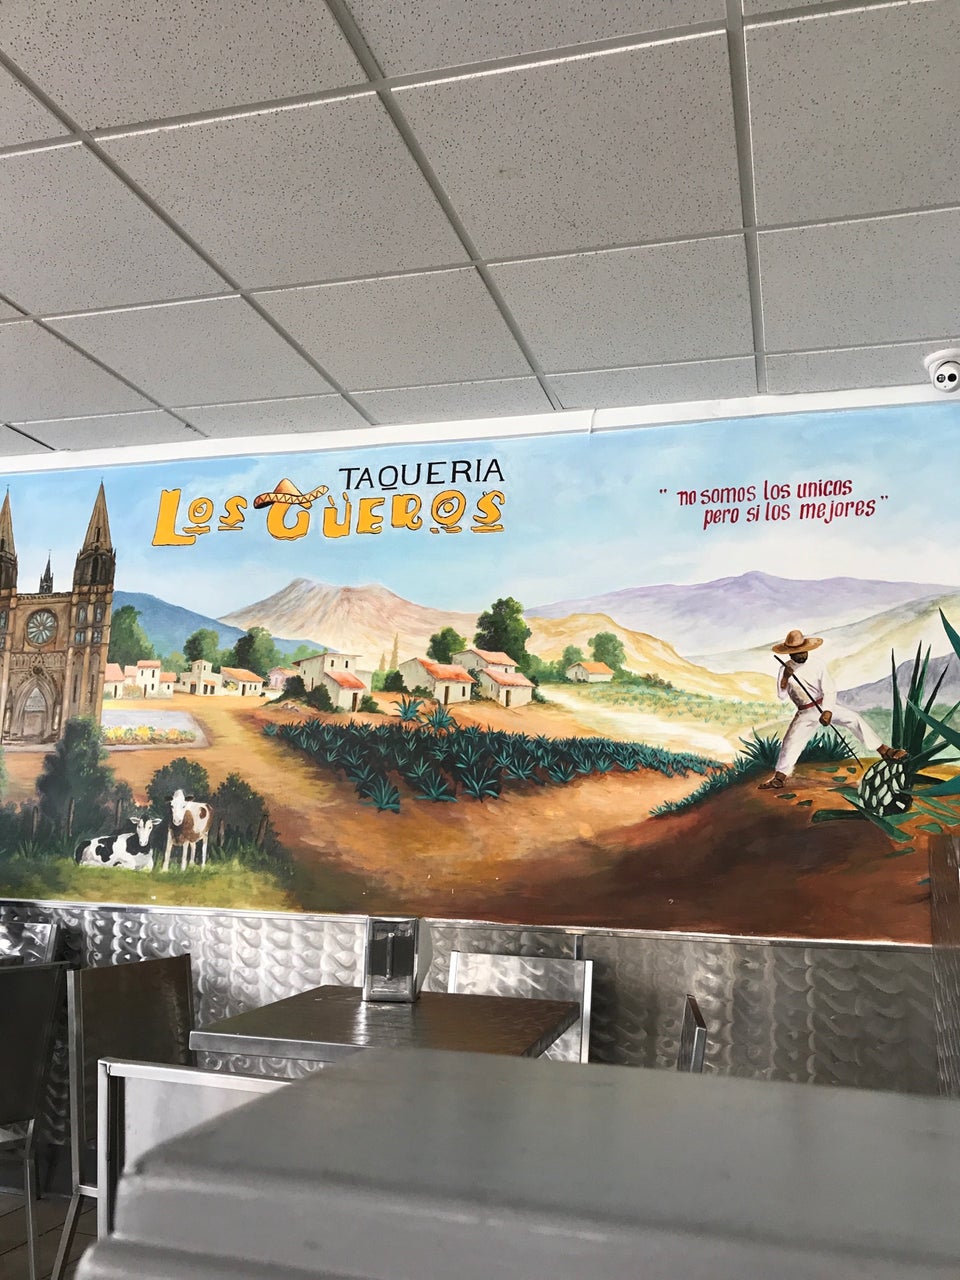 TAQUERIA
LOS GÜEROS
"no somos los unicos
pero si los mejores"